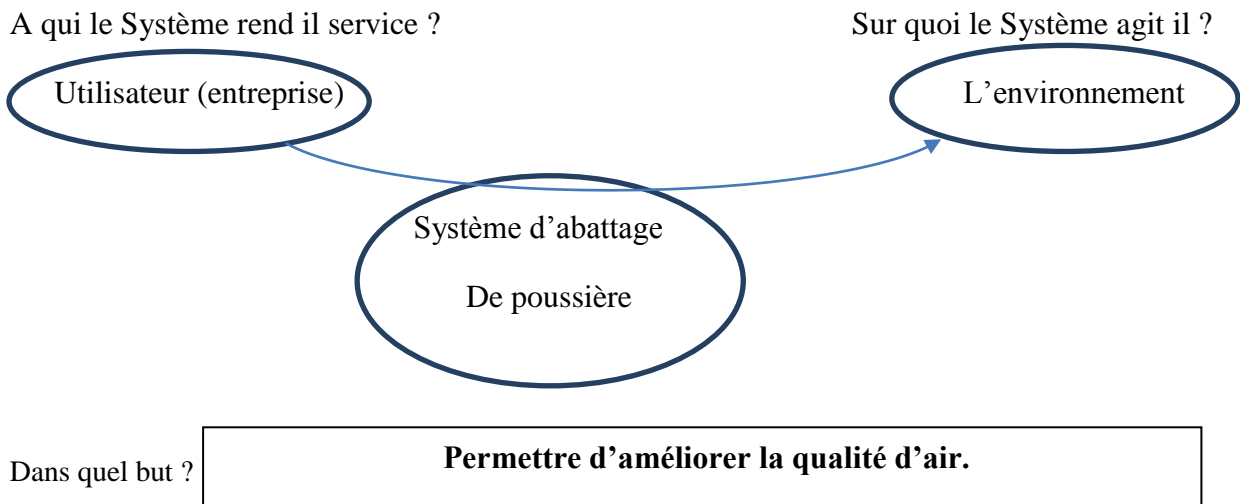 A qui le Système rend il service ?
Sur quoi le Système agit il ?
Utilisateur (entreprise)
L’environnement
Système d’abattage
De poussière
Permettre d’améliorer la qualité d’air.
Dans quel but ?